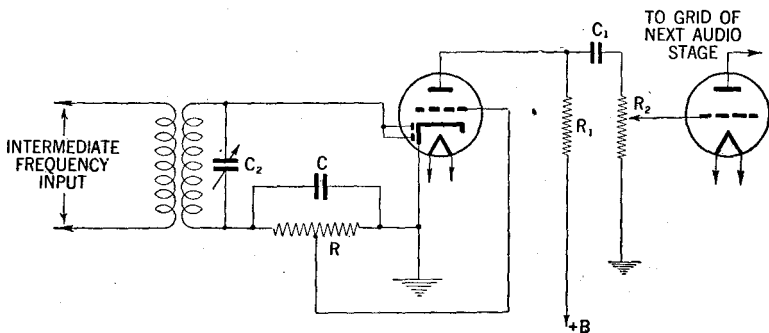 TO GRID OF
NEXT AUDIO
STAGE
C₁
R₂
R₁
INTERMEDIATE
FREQUENCY
INPUT
C₂
C
R
+B